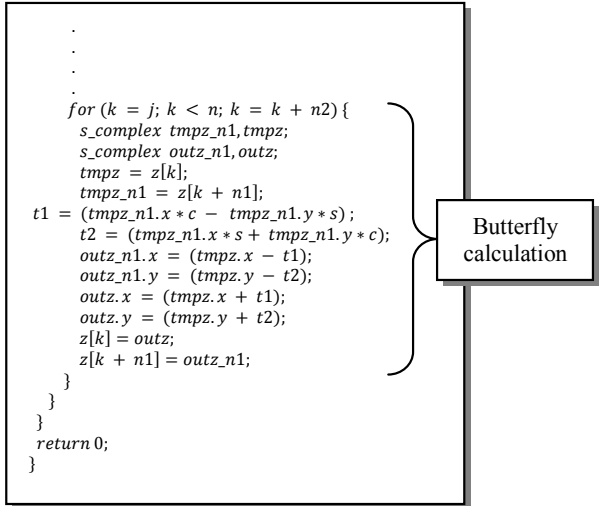 .
.
.
.
for (k = j; k < n; k = k + n2) {
s_complex tmpz_n1, tmpz;
s_complex outz_n1, outz;
tmpz = z[k];
tmpz_n1 = z[k + n1];
t1 = (tmpz_n1.x * c − tmpz_n1.y * s) ;
t2 = (tmpz_n1.x * s + tmpz_n1.y * c);
outz_n1.x = (tmpz.x − t1);
outz_n1.y = (tmpz.y − t2);
outz.x = (tmpz.x + t1);
outz.y = (tmpz.y + t2);
z[k] = outz;
z[k + n1] = outz_n1;
}
}
}
return 0;
}
Butterfly
calculation